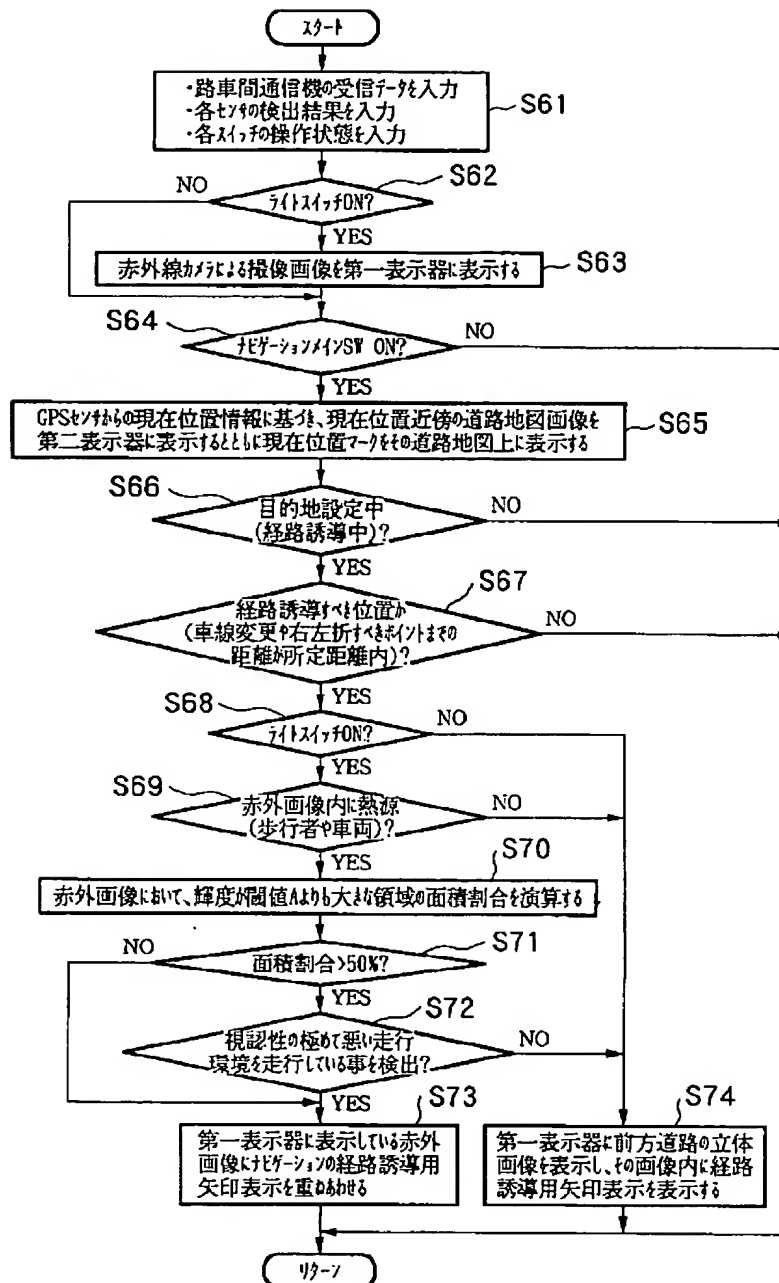 スタート
・路車間通信機の受信データを入力
・各センサの検出結果を入力
・各スイッチの操作状態を入力
S61
S62
NO
ライトスイッチON?
YES
赤外線カメラによる撮像画像を第一表示器に表示する
S63
S64
NO
ナビゲーションメインSW ON?
YES
GPSセンサからの現在位置情報に基づき、現在位置近傍の道路地図画像を
第二表示器に表示するとともに現在位置マークをその道路地図上に表示する
S65
S66
目的地設定中
(経路誘導中)?
NO
YES
S67
経路誘導すべき位置か
(車線変更や右左折すべきポイントまでの
距離が所定距離内)?
NO
YES
S68
NO
ライトスイッチON?
YES
S69
赤外画像内に熱源
(歩行者や車両)?
NO
YES
S70
赤外画像において、輝度が閾値Aよりも大きな領域の面積割合を演算する
S71
NO
面積割合>50%?
YES
S72
視認性の極めて悪い走行
環境を走行している事を検出?
NO
YES
S73
第一表示器に表示している赤外
画像にナビゲーションの経路誘導用
矢印表示を重ねあわせる
S74
第一表示器に前方道路の立体
画像を表示し、その画像内に経路
誘導用矢印表示を表示する
リターン